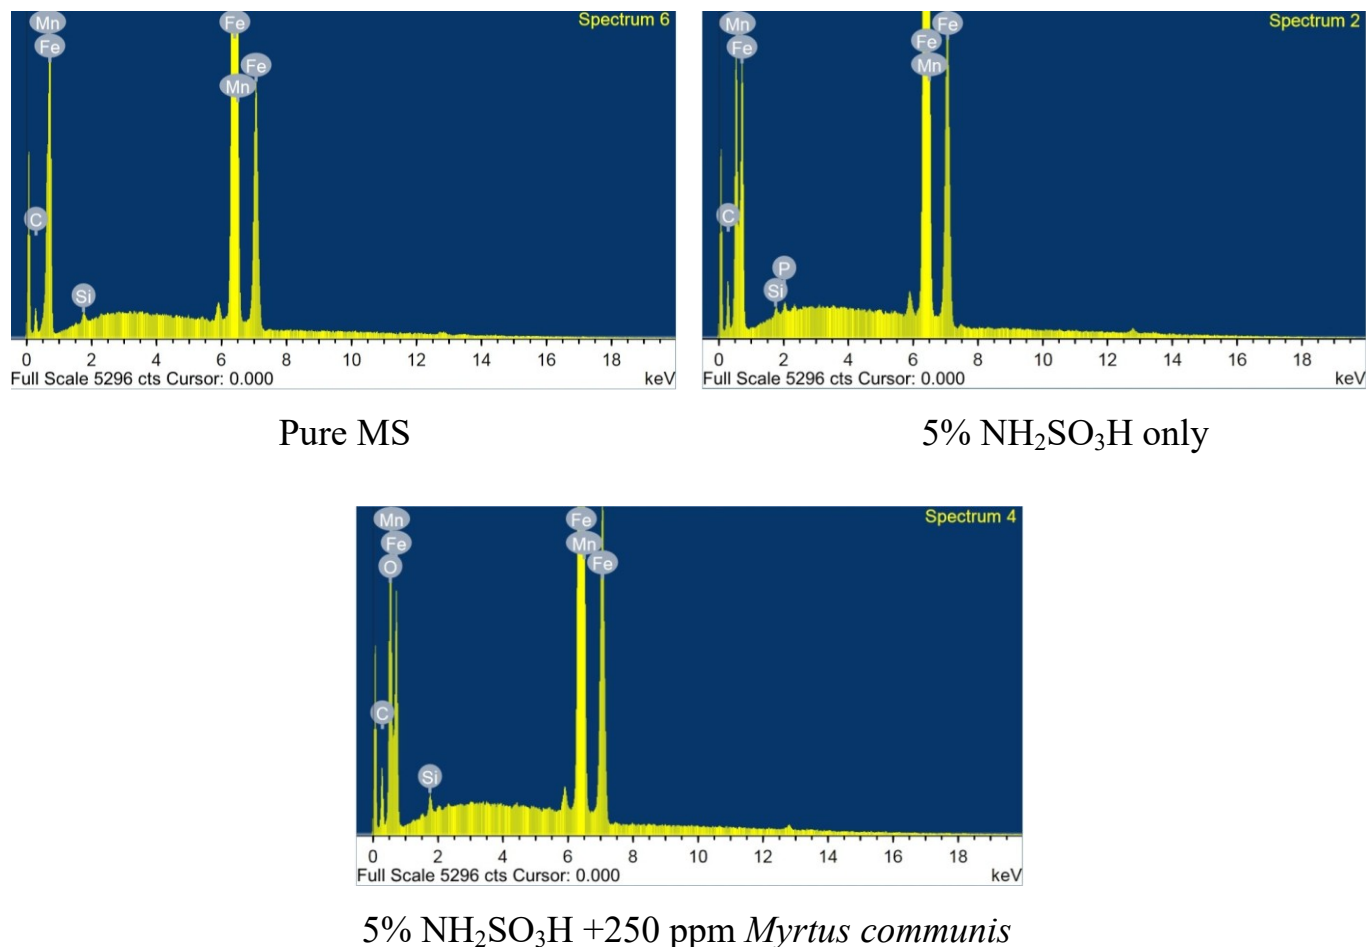 Spectrum 6
Mn
Fe
C
Si
Fe
Mn
Fe
0 2 4 6 8 10 12 14 16 18
Full Scale 5296 cts Cursor: 0.000 keV
Pure MS
Spectrum 2
Mn
Fe
C
P
Si
Fe
Mn
Fe
0 2 4 6 8 10 12 14 16 18
Full Scale 5296 cts Cursor: 0.000 keV
5% NH₂SO₃H only
Spectrum 4
Mn
Fe
O
C
Si
Fe
Mn
Fe
0 2 4 6 8 10 12 14 16 18
Full Scale 5296 cts Cursor: 0.000 keV
5% NH₂SO₃H +250 ppm Myrtus communis